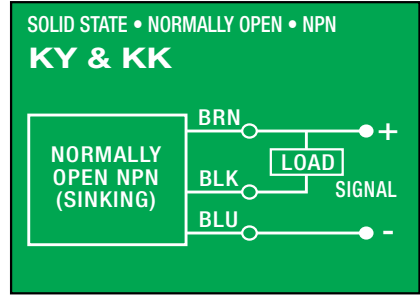 SOLID STATE • NORMALLY OPEN • NPN
KY & KK
BRN
+
NORMALLY
OPEN NPN
(SINKING)
LOAD
BLK
SIGNAL
BLU
-